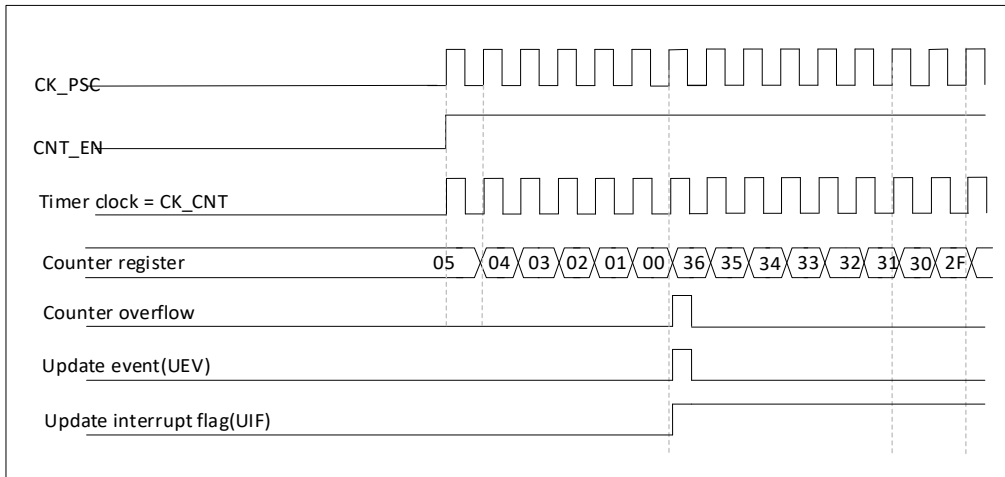 CK_PSC
CNT_EN
Timer clock = CK_CNT
Counter register 05 04 03 02 01 00 36 35 34 33 32 31 30 2F
Counter overflow
Update event(UEV)
Update interrupt flag(UIF)